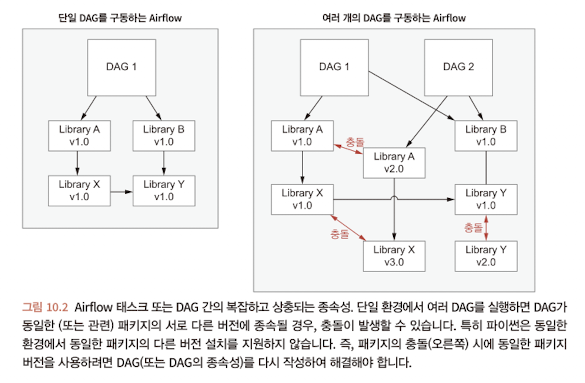 단일 DAG를 구동하는 Airflow
DAG 1
Library A
v1.0
Library B
v1.0
Library X
v1.0
Library Y
v1.0
여러 개의 DAG를 구동하는 Airflow
DAG 1
DAG 2
Library A
v1.0
충돌
Library A
v2.0
Library B
v1.0
Library X
v1.0
Library Y
v1.0
충돌
충돌
Library X
v3.0
Library Y
v2.0
그림 10.2 Airflow 태스크 또는 DAG 간의 복잡하고 상충되는 종속성. 단일 환경에서 여러 DAG를 실행하면 DAG가
동일한 (또는 관련) 패키지의 서로 다른 버전에 종속될 경우, 충돌이 발생할 수 있습니다. 특히 파이썬은 동일한
환경에서 동일한 패키지의 다른 버전 설치를 지원하지 않습니다. 즉, 패키지의 충돌(오른쪽) 시에 동일한 패키지
버전을 사용하려면 DAG(또는 DAG의 종속성)를 다시 작성하여 해결해야 합니다.